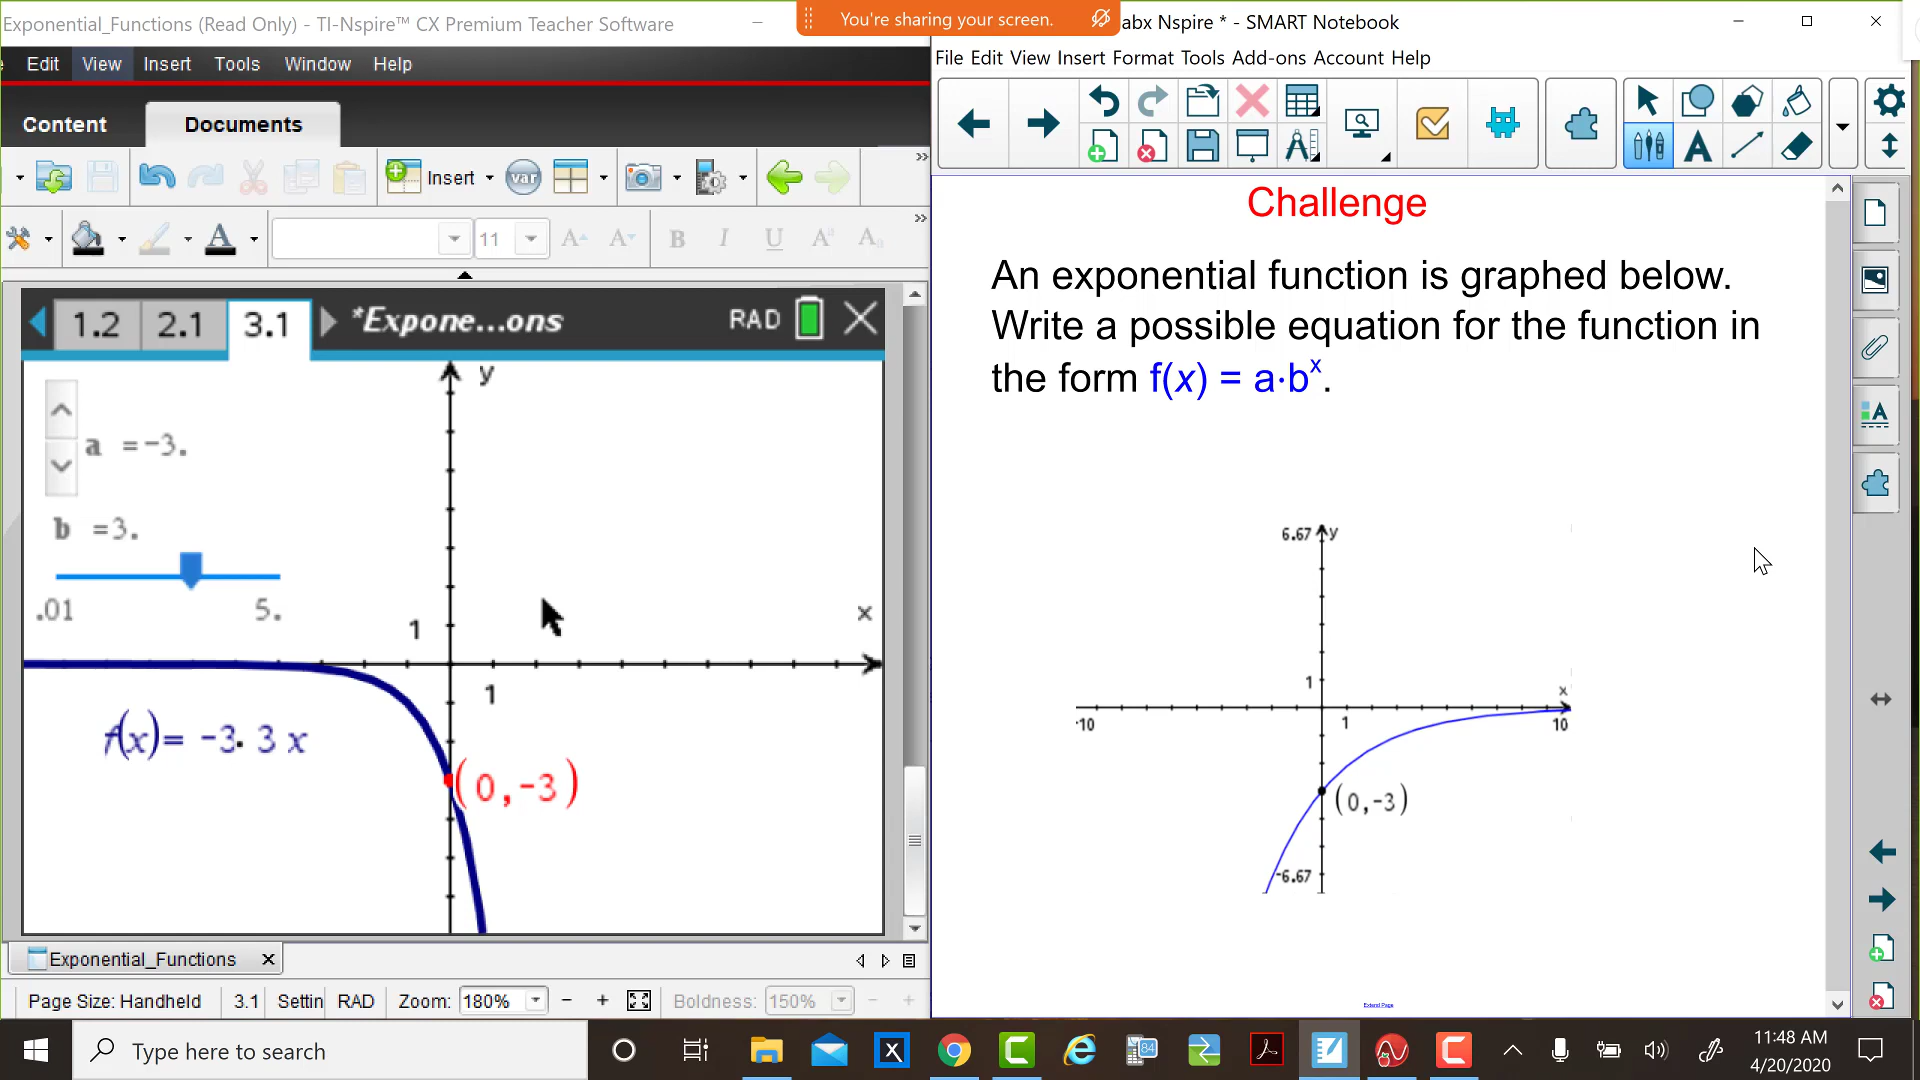 Exponential_Functions (Read Only) - TI-Nspire™ CX Premium Teacher Software
You're sharing your screen.
abx Nspire * - SMART Notebook
Edit View Insert Tools Window Help
File Edit View Insert Format Tools Add-ons Account Help
Content
Documents
Insert
var
11
B I U
1.2 2.1 3.1 *Expone...ons RAD
y
a =-3.
b =3.
.01 5.
1
x
1
f(x)= -3. 3 x
(0,-3)
Challenge
An exponential function is graphed below.
Write a possible equation for the function in
the form f(x) = a·bˣ.
6.67 y
1
x
-10 1 10
(0,-3)
-6.67
Extend Page
Exponential_Functions
Page Size: Handheld 3.1 Settin RAD Zoom: 180% Boldness: 150%
Type here to search
84
11:48 AM
4/20/2020